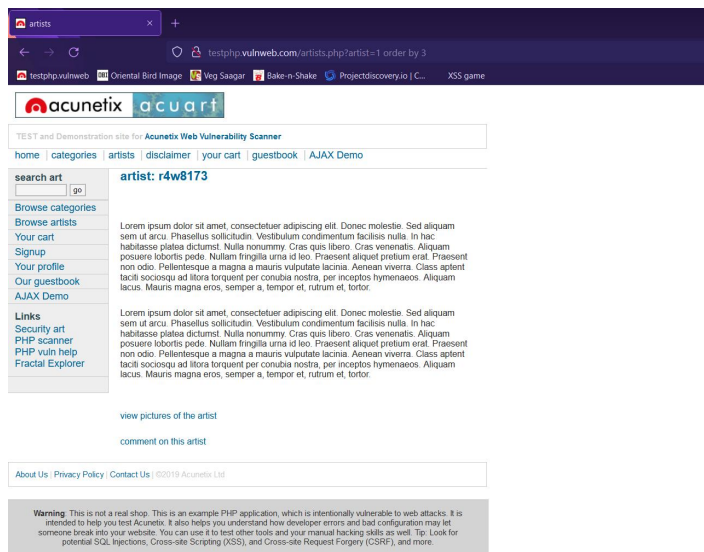 artists
testphp.vulnweb.com/artists.php?artist=1 order by 3
testphp.vulnweb
OBI Oriental Bird Image
Veg Saagar
Bake-n-Shake
Projectdiscovery.io | C...
XSS game
acunetix acuart
TEST and Demonstration site for Acunetix Web Vulnerability Scanner
home | categories | artists | disclaimer | your cart | guestbook | AJAX Demo
search art
go
Browse categories
Browse artists
Your cart
Signup
Your profile
Our guestbook
AJAX Demo
Links
Security art
PHP scanner
PHP vuln help
Fractal Explorer
artist: r4w8173
Lorem ipsum dolor sit amet, consectetuer adipiscing elit. Donec molestie. Sed aliquam
sem ut arcu. Phasellus sollicitudin. Vestibulum condimentum facilisis nulla. In hac
habitasse platea dictumst. Nulla nonummy. Cras quis libero. Cras venenatis. Aliquam
posuere lobortis pede. Nullam fringilla urna id leo. Praesent aliquet pretium erat. Praesent
non odio. Pellentesque a magna a mauris vulputate lacinia. Aenean viverra. Class aptent
taciti sociosqu ad litora torquent per conubia nostra, per inceptos hymenaeos. Aliquam
lacus. Mauris magna eros, semper a, tempor et, rutrum et, tortor.
Lorem ipsum dolor sit amet, consectetuer adipiscing elit. Donec molestie. Sed aliquam
sem ut arcu. Phasellus sollicitudin. Vestibulum condimentum facilisis nulla. In hac
habitasse platea dictumst. Nulla nonummy. Cras quis libero. Cras venenatis. Aliquam
posuere lobortis pede. Nullam fringilla urna id leo. Praesent aliquet pretium erat. Praesent
non odio. Pellentesque a magna a mauris vulputate lacinia. Aenean viverra. Class aptent
taciti sociosqu ad litora torquent per conubia nostra, per inceptos hymenaeos. Aliquam
lacus. Mauris magna eros, semper a, tempor et, rutrum et, tortor.
view pictures of the artist
comment on this artist
About Us | Privacy Policy | Contact Us | ©2019 Acunetix Ltd
Warning: This is not a real shop. This is an example PHP application, which is intentionally vulnerable to web attacks. It is
intended to help you test Acunetix. It also helps you understand how developer errors and bad configuration may let
someone break into your website. You can use it to test other tools and your manual hacking skills as well. Tip: Look for
potential SQL Injections, Cross-site Scripting (XSS), and Cross-site Request Forgery (CSRF), and more.